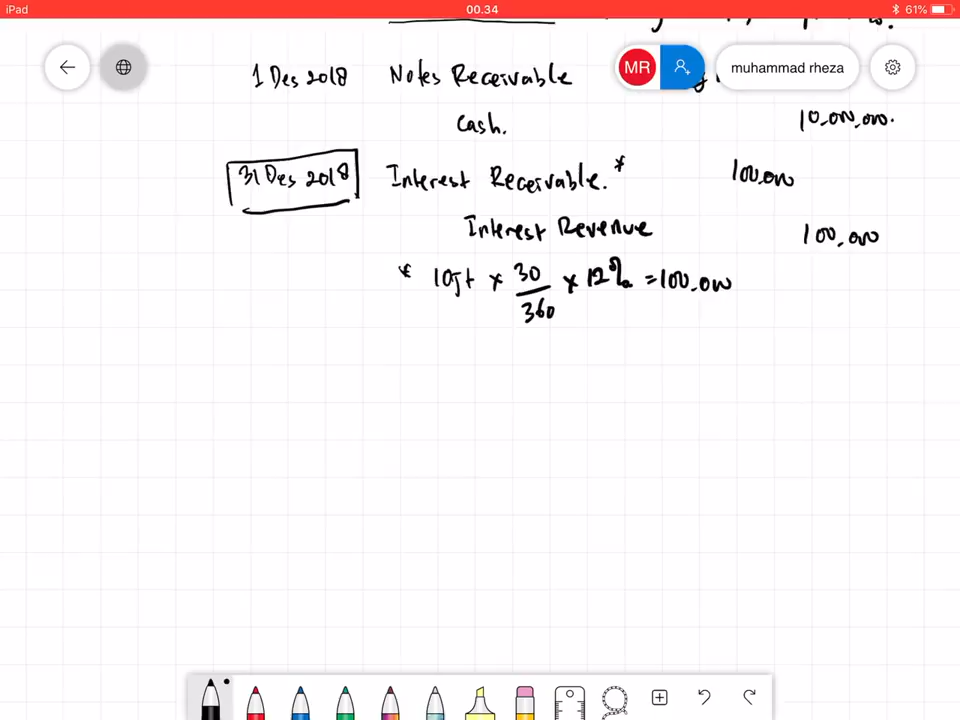 iPad 00.34 61%
MR muhammad rheza
1 Des 2018 Notes Receivable
Cash. 10.000.000.
31 Des 2018 Interest Receivable.* 100.000
Interest Revenue 100.000
* 10jt × 30/360 × 12% = 100.000